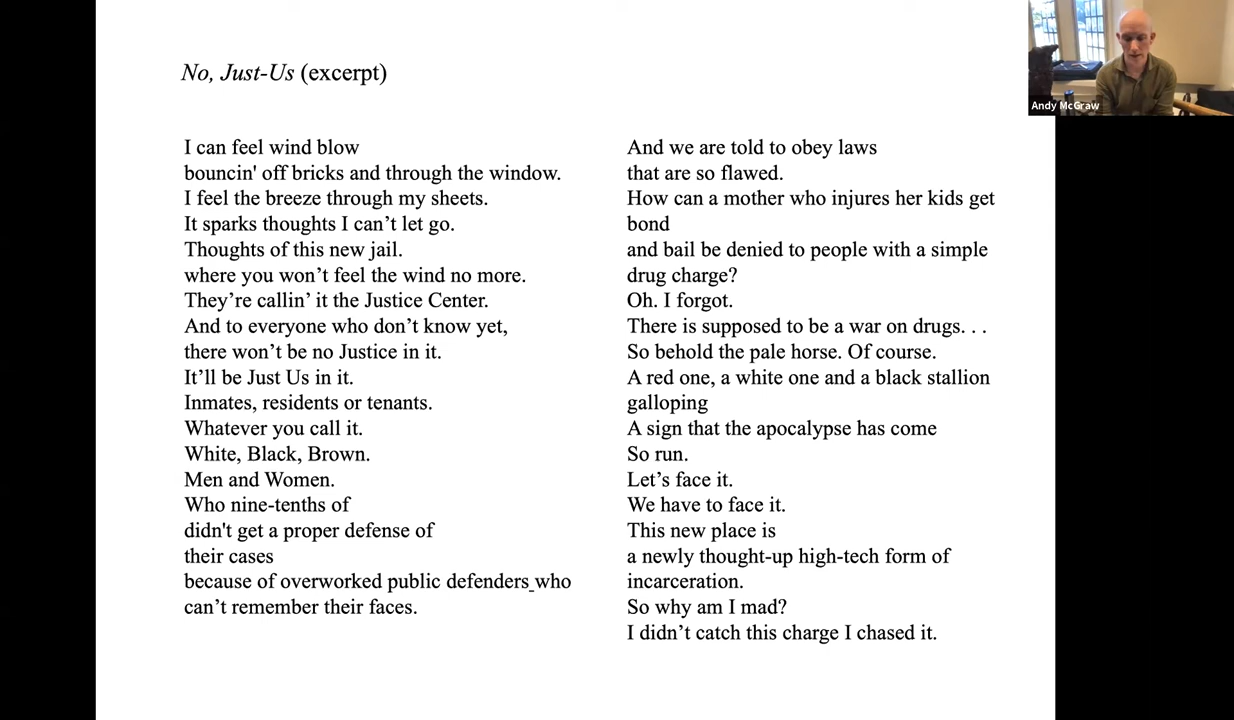 No, Just-Us (excerpt)
I can feel wind blow
bouncin' off bricks and through the window.
I feel the breeze through my sheets.
It sparks thoughts I can’t let go.
Thoughts of this new jail.
where you won’t feel the wind no more.
They’re callin’ it the Justice Center.
And to everyone who don’t know yet,
there won’t be no Justice in it.
It’ll be Just Us in it.
Inmates, residents or tenants.
Whatever you call it.
White, Black, Brown.
Men and Women.
Who nine-tenths of
didn't get a proper defense of
their cases
because of overworked public defenders who
can’t remember their faces.
And we are told to obey laws
that are so flawed.
How can a mother who injures her kids get
bond
and bail be denied to people with a simple
drug charge?
Oh. I forgot.
There is supposed to be a war on drugs. . .
So behold the pale horse. Of course.
A red one, a white one and a black stallion
galloping
A sign that the apocalypse has come
So run.
Let’s face it.
We have to face it.
This new place is
a newly thought-up high-tech form of
incarceration.
So why am I mad?
I didn’t catch this charge I chased it.
Andy McGraw